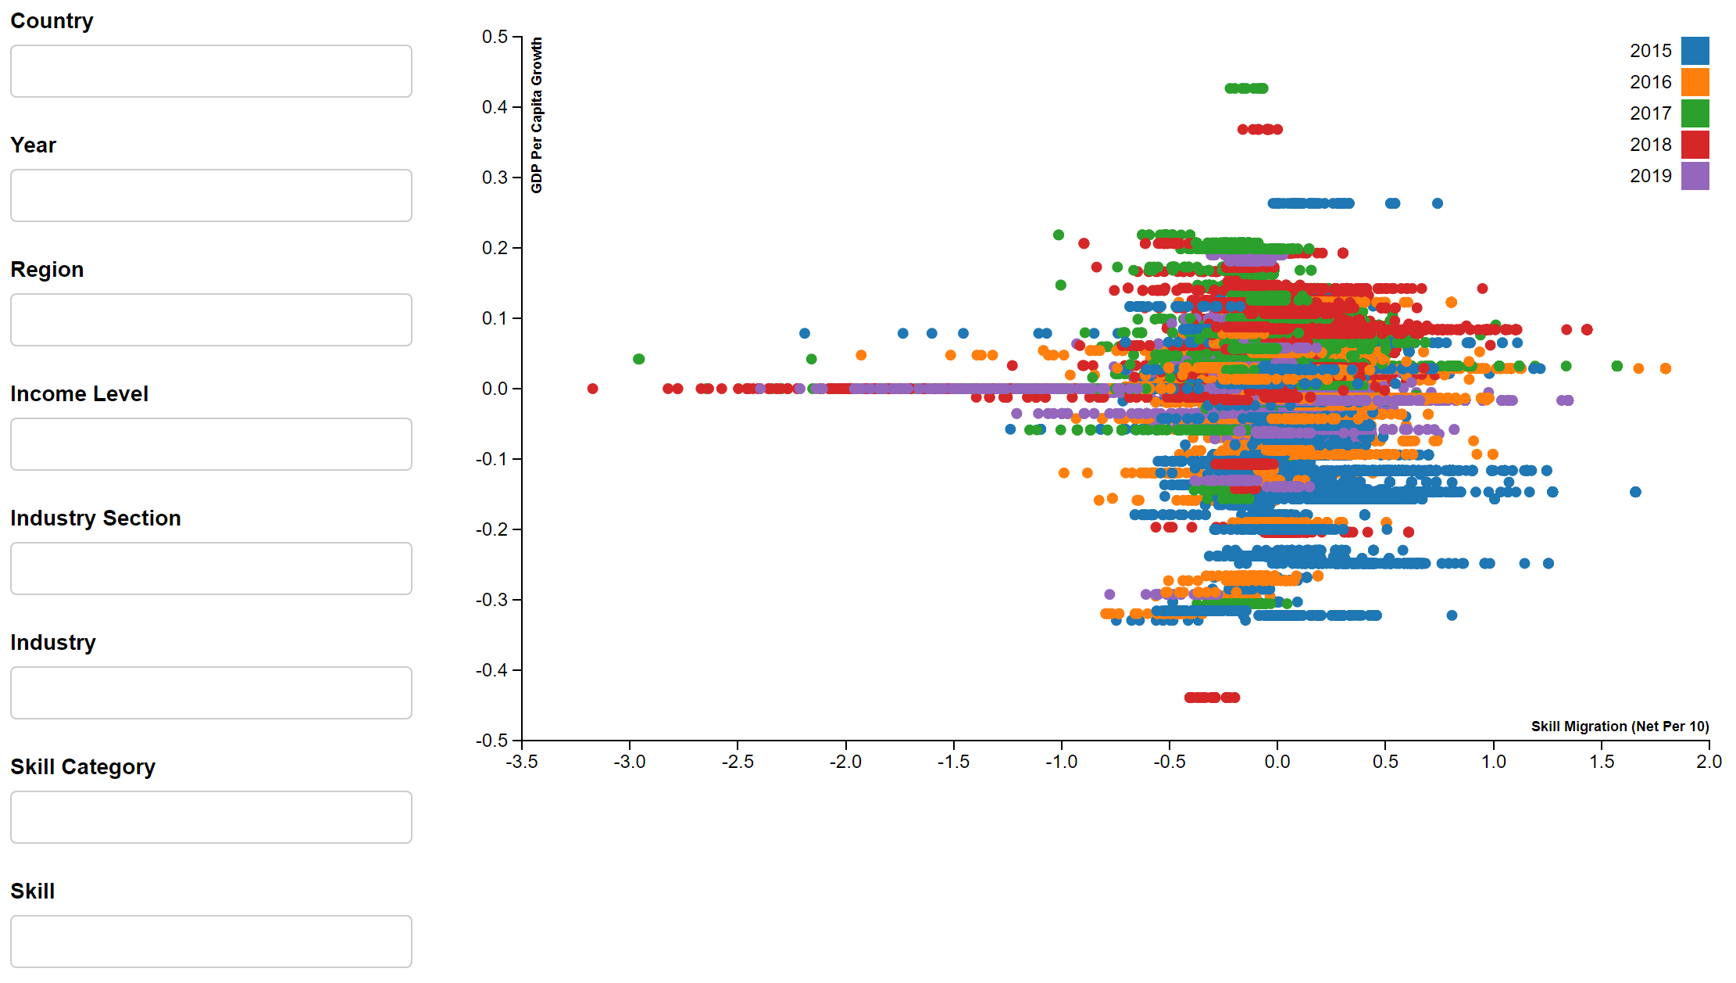 Country
Year
Region
Income Level
Industry Section
Industry
Skill Category
Skill
GDP Per Capita Growth
0.5
0.4
0.3
0.2
0.1
0.0
-0.1
-0.2
-0.3
-0.4
-0.5
2015
2016
2017
2018
2019
Skill Migration (Net Per 10)
-3.5 -3.0 -2.5 -2.0 -1.5 -1.0 -0.5 0.0 0.5 1.0 1.5 2.0